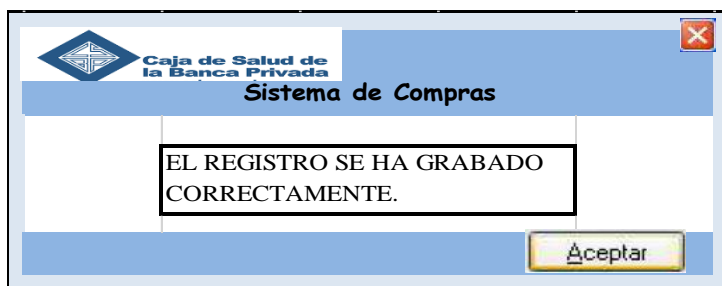 Caja de Salud de
la Banca Privada
Sistema de Compras
EL REGISTRO SE HA GRABADO
CORRECTAMENTE.
Aceptar